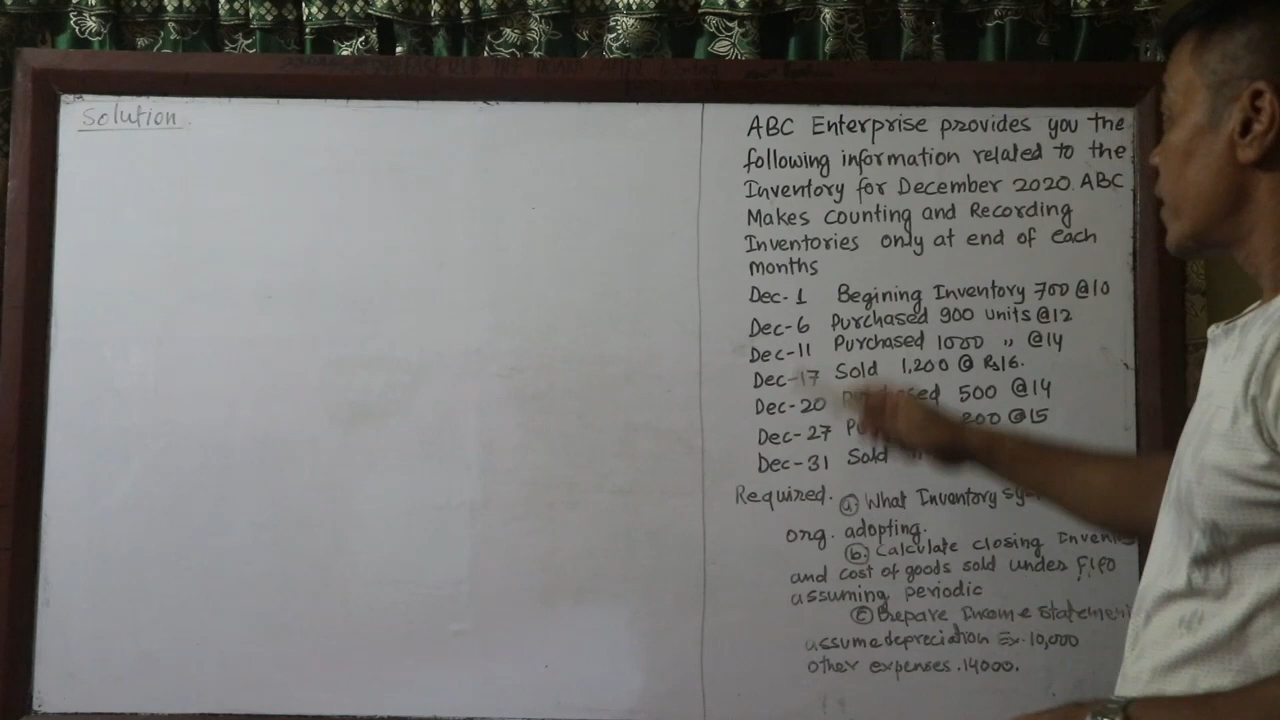 Solution.
ABC Enterprise provides you the
following information related to the
Inventory for December 2020. ABC
Makes counting and Recording
Inventories only at end of each
months
Dec-1 Begining Inventory 700 @10
Dec-6 Purchased 900 units @12
Dec-11 Purchased 1000 " @14
Dec-17 Sold 1,200 @ Rs16.
Dec-20 500 @14
Dec-27 @15
Dec-31 Sold
Required. (a) What Inventory
org. adopting.
(b) Calculate closing
and cost of goods sold under FIFO
assuming periodic
(c) Prepare Income Statement
assume depreciation Ex. 10,000
other expenses. 14000.